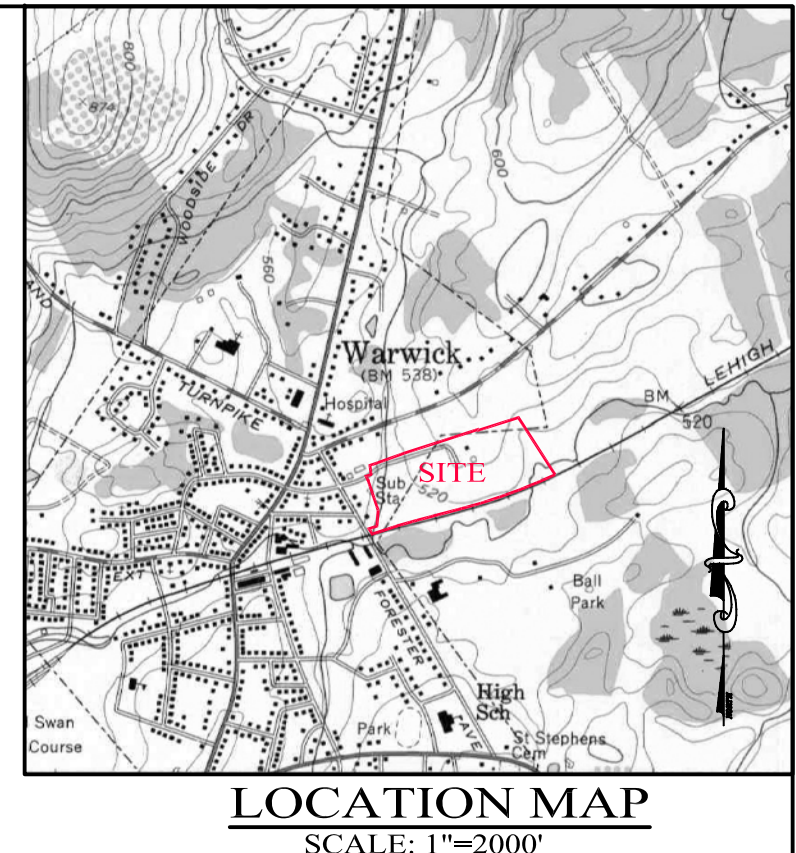 800
874
WOODSIDE DR
600
560
AND
Warwick
(BM 538)
TURNPIKE
Hospital
LEHIGH
BM
520
SITE
Sub
Sta
520
EXT
FORESTER AVE
Ball
Park
High
Sch
Swan
Course
Park
St Stephens
Cem
LOCATION MAP
SCALE: 1"=2000'